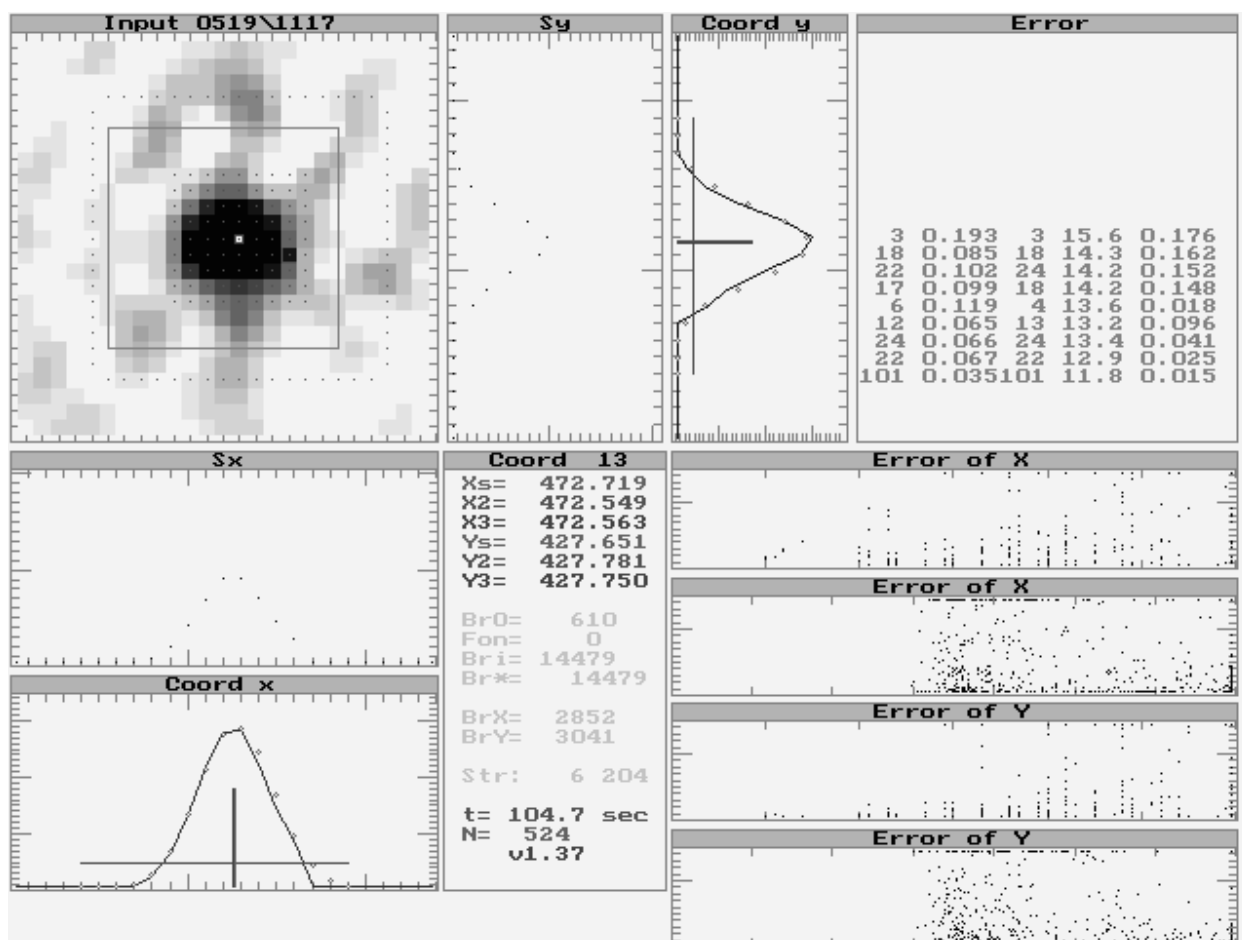 Input 0519\1117
Sy
Coord y
Error
3 0.193 3 15.6 0.176
18 0.085 18 14.3 0.162
22 0.102 24 14.2 0.152
17 0.099 18 14.2 0.148
6 0.119 4 13.6 0.018
12 0.065 13 13.2 0.096
24 0.066 24 13.4 0.041
22 0.067 22 12.9 0.025
101 0.035101 11.8 0.015
Sx
Coord 13
Xs= 472.719
X2= 472.549
X3= 472.563
Ys= 427.651
Y2= 427.781
Y3= 427.750
Br0= 610
Fon= 0
Bri= 14479
Br*= 14479
BrX= 2852
BrY= 3041
Str: 6 204
t= 104.7 sec
N= 524
v1.37
Coord x
Error of X
Error of X
Error of Y
Error of Y